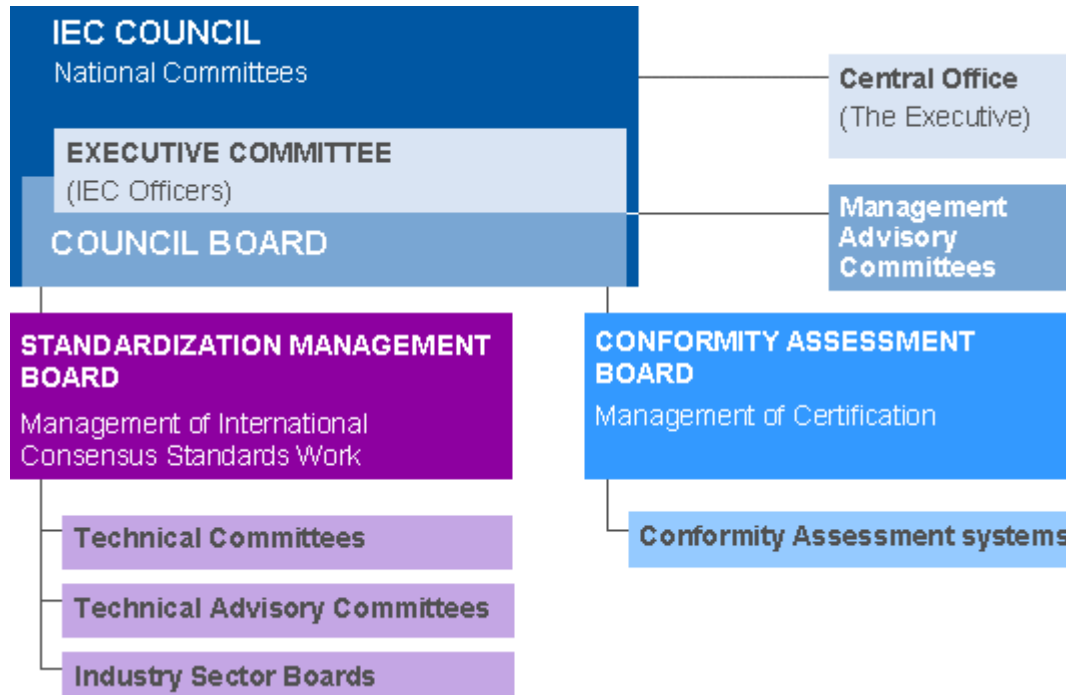 IEC COUNCIL
National Committees
EXECUTIVE COMMITTEE
(IEC Officers)
COUNCIL BOARD
Central Office
(The Executive)
Management
Advisory
Committees
STANDARDIZATION MANAGEMENT
BOARD
Management of International
Consensus Standards Work
Technical Committees
Technical Advisory Committees
Industry Sector Boards
CONFORMITY ASSESSMENT
BOARD
Management of Certification
Conformity Assessment systems